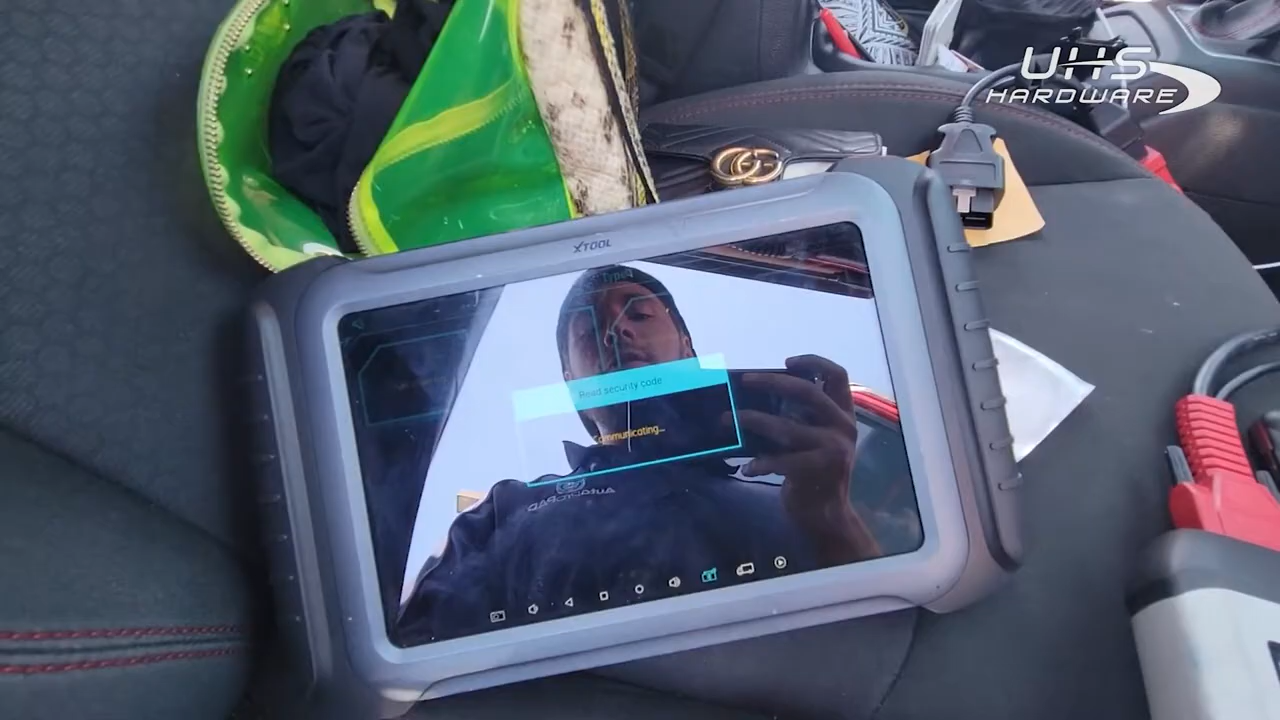 UHS
HARDWARE
XTOOL
Read security code
Communicating...